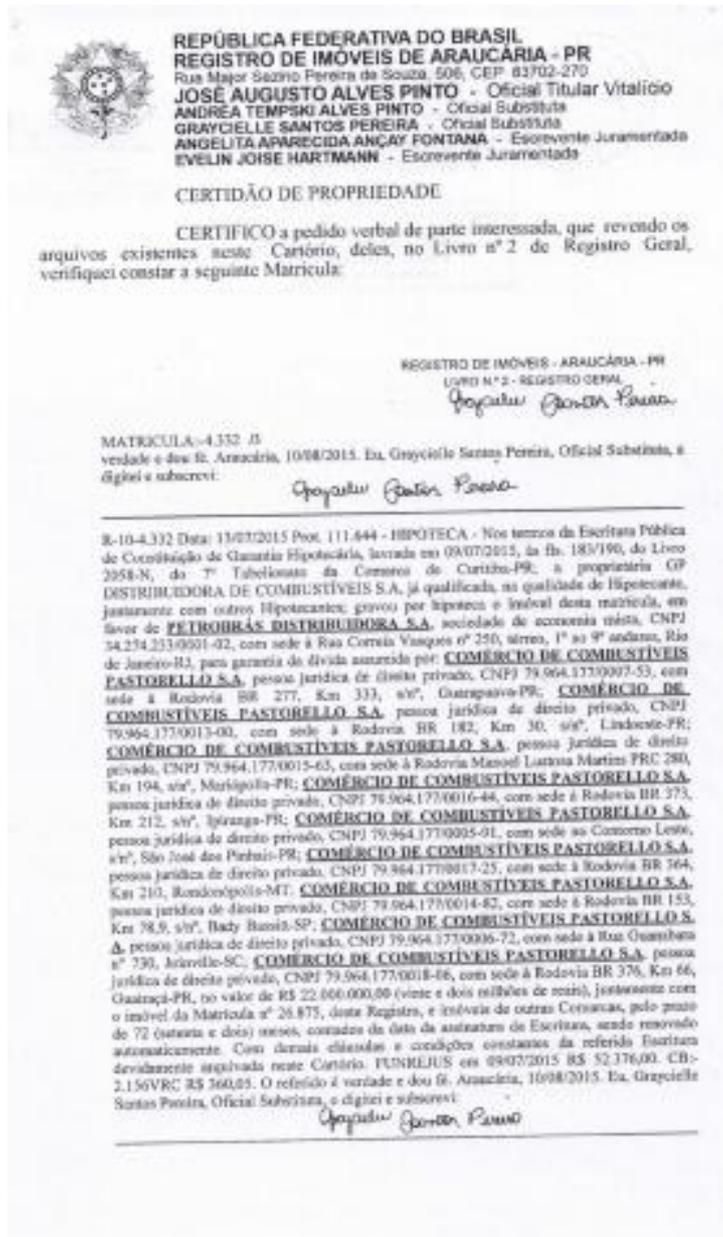 REPÚBLICA FEDERATIVA DO BRASIL
REGISTRO DE IMÓVEIS DE ARAUCÁRIA - PR
Rua Major Sezino Pereira de Souza, 506, CEP 83702-270
JOSÉ AUGUSTO ALVES PINTO - Oficial Titular Vitalício
ANDRÉA TEMPSKI ALVES PINTO - Oficial Substituta
GRAYCIELLE SANTOS PEREIRA - Oficial Substituta
ANGELITA APARECIDA ANÇAY FONTANA - Escrevente Juramentada
EVELIN JOISE HARTMANN - Escrevente Juramentada
CERTIDÃO DE PROPRIEDADE
CERTIFICO a pedido verbal de parte interessada, que revendo os
arquivos existentes neste Cartório, deles, no Livro nº 2 de Registro Geral,
verifiquei constar a seguinte Matrícula:
REGISTRO DE IMÓVEIS - ARAUCÁRIA - PR
LIVRO N.º 2 - REGISTRO GERAL
MATRICULA:-4.332
verdade e dou fé. Araucária, 10/08/2015. Eu, Graycielle Santos Pereira, Oficial Substituta, a
digitei e subscrevi:
R-10-4.332 Data: 13/07/2015 Prot. 111.644 - HIPOTECA - Nos termos da Escritura Pública
de Constituição de Garantia Hipotecária, lavrada em 09/07/2015, às fls. 183/190, do Livro
2058-N, do 7º Tabelionato da Comarca de Curitiba-PR, a proprietária GP
DISTRIBUIDORA DE COMBUSTÍVEIS S.A, já qualificada, na qualidade de Hipotecante,
juntamente com outros Hipotecantes; gravou por hipoteca o imóvel desta matrícula, em
favor de PETROBRÁS DISTRIBUIDORA S.A, sociedade de economia mista, CNPJ
34.274.233/0001-02, com sede à Rua Correia Vasques nº 250, térreo, 1º ao 9º andares, Rio
de Janeiro-RJ, para garantia da dívida assumida por: COMÉRCIO DE COMBUSTÍVEIS
PASTORELLO S.A, pessoa jurídica de direito privado, CNPJ 79.964.177/0007-53, com
sede à Rodovia BR 277, Km 333, s/nº, Guarapuava-PR; COMÉRCIO DE
COMBUSTÍVEIS PASTORELLO S.A, pessoa jurídica de direito privado, CNPJ
79.964.177/0013-00, com sede à Rodovia BR 182, Km 30, s/nº, Lindoeste-PR;
COMÉRCIO DE COMBUSTÍVEIS PASTORELLO S.A, pessoa jurídica de direito
privado, CNPJ 79.964.177/0015-63, com sede à Rodovia Manoel Lustosa Martins PRC 280,
Km 194, s/nº, Mariópolis-PR; COMÉRCIO DE COMBUSTÍVEIS PASTORELLO S.A,
pessoa jurídica de direito privado, CNPJ 79.964.177/0016-44, com sede à Rodovia BR 373,
Km 212, s/nº, Ipiranga-PR; COMÉRCIO DE COMBUSTÍVEIS PASTORELLO S.A,
pessoa jurídica de direito privado, CNPJ 79.964.177/0005-91, com sede ao Contorno Leste,
s/nº, São José dos Pinhais-PR; COMÉRCIO DE COMBUSTÍVEIS PASTORELLO S.A,
pessoa jurídica de direito privado, CNPJ 79.964.177/0017-25, com sede à Rodovia BR 364,
Km 210, Rondonópolis-MT. COMÉRCIO DE COMBUSTÍVEIS PASTORELLO S.A,
pessoa jurídica de direito privado, CNPJ 79.964.177/0014-82, com sede à Rodovia BR 153,
Km 78,9, s/nº, Bady Bassit-SP; COMÉRCIO DE COMBUSTÍVEIS PASTORELLO S.
A, pessoa jurídica de direito privado, CNPJ 79.964.177/0006-72, com sede à Rua
nº 730, Joinville-SC; COMÉRCIO DE COMBUSTÍVEIS PASTORELLO S.A, pessoa
jurídica de direito privado, CNPJ 79.964.177/0018-06, com sede à Rodovia BR 376, Km 66,
Guairaçá-PR, no valor de R$ 22.000.000,00 (vinte e dois milhões de reais), juntamente com
o imóvel da Matrícula nº 26.875, deste Registro, e imóveis de outras Comarcas, pelo prazo
de 72 (setenta e dois) meses, contados da data da assinatura da Escritura, sendo renovado
automaticamente. Com demais cláusulas e condições constantes da referida Escritura
devidamente arquivada neste Cartório. FUNREJUS em 09/07/2015 R$ 52.376,00. CB:-
2.156VRC R$ 360,05. O referido é verdade e dou fé. Araucária, 10/08/2015. Eu, Graycielle
Santos Pereira, Oficial Substituta, o digitei e subscrevi: